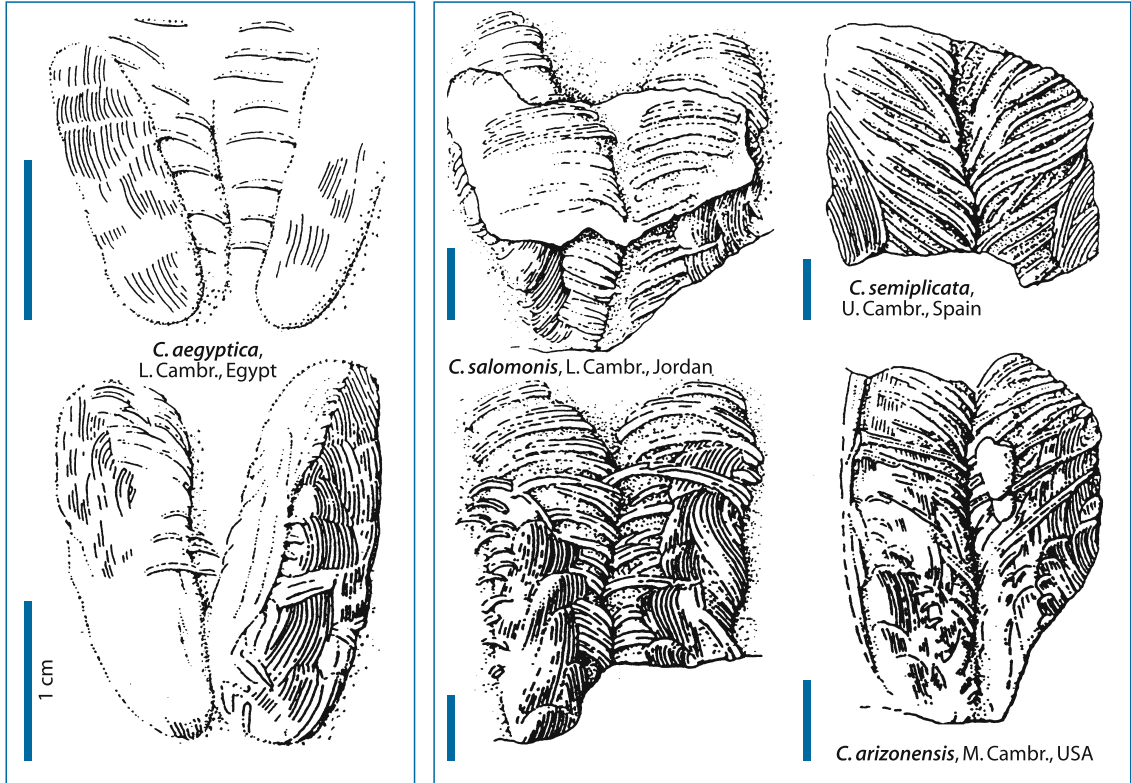 C. aegyptica,
L. Cambr., Egypt
1 cm
C. salomonis, L. Cambr., Jordan
C. semiplicata,
U. Cambr., Spain
C. arizonensis, M. Cambr., USA